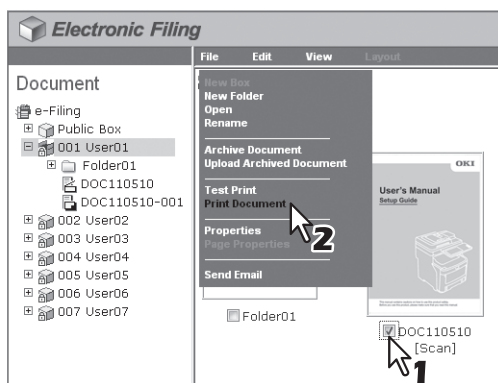 Electronic Filing
File Edit View Layout
Document
e-Filing
Public Box
001 User01
Folder01
DOC110510
DOC110510-001
002 User02
003 User03
004 User04
005 User05
006 User06
007 User07
New Box
New Folder
Open
Rename
Archive Document
Upload Archived Document
Test Print
Print Document
Properties
Page Properties
Send Email
2
Folder01
OKI
User's Manual
Setup Guide
DOC110510
[Scan]
1